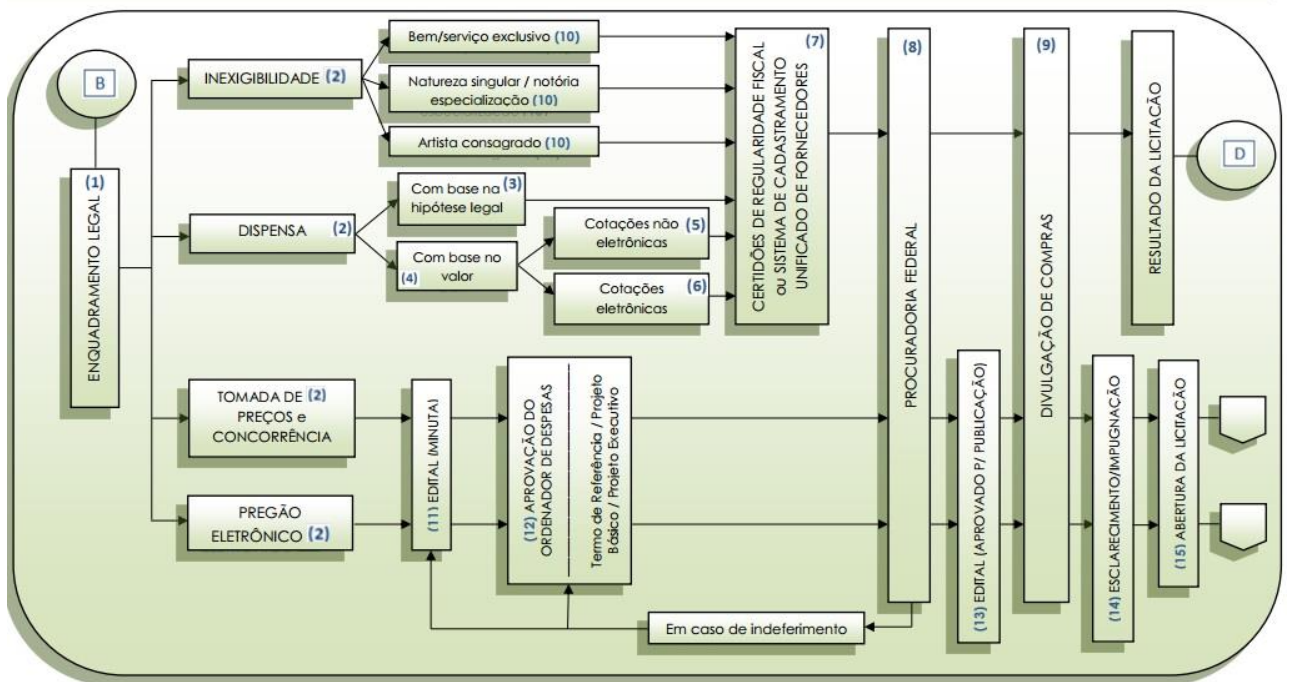 B
ENQUADRAMENTO LEGAL (1)
INEXIGIBILIDADE (2)
Bem/serviço exclusivo (10)
Natureza singular / notória
especialização (10)
Artista consagrado (10)
DISPENSA (2)
Com base na (3)
hipótese legal
Com base no
(4) valor
Cotações não (5)
eletrônicas
Cotações (6)
eletrônicas
(7)
CERTIDÕES DE REGULARIDADE FISCAL
ou SISTEMA DE CADASTRAMENTO
UNIFICADO DE FORNECEDORES
(8)
PROCURADORIA FEDERAL
(9)
DIVULGAÇÃO DE COMPRAS
RESULTADO DA LICITACÃO
D
TOMADA DE (2)
PREÇOS e
CONCORRÊNCIA
PREGÃO
ELETRÔNICO (2)
(11) EDITAL (MINUTA)
(12) APROVAÇÃO DO
ORDENADOR DE DESPESAS
Termo de Referência / Projeto
Básico / Projeto Executivo
Em caso de indeferimento
(13) EDITAL (APROVADO P/ PUBLICAÇÃO)
(14) ESCLARECIMENTO/IMPUGNAÇÃO
(15) ABERTURA DA LICITAÇÃO